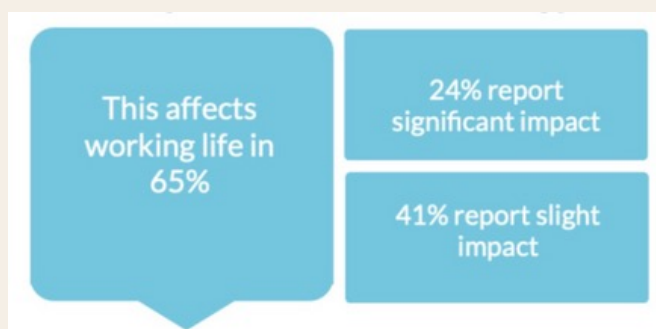 This affects
working life in
65%
24% report
significant impact
41% report slight
impact